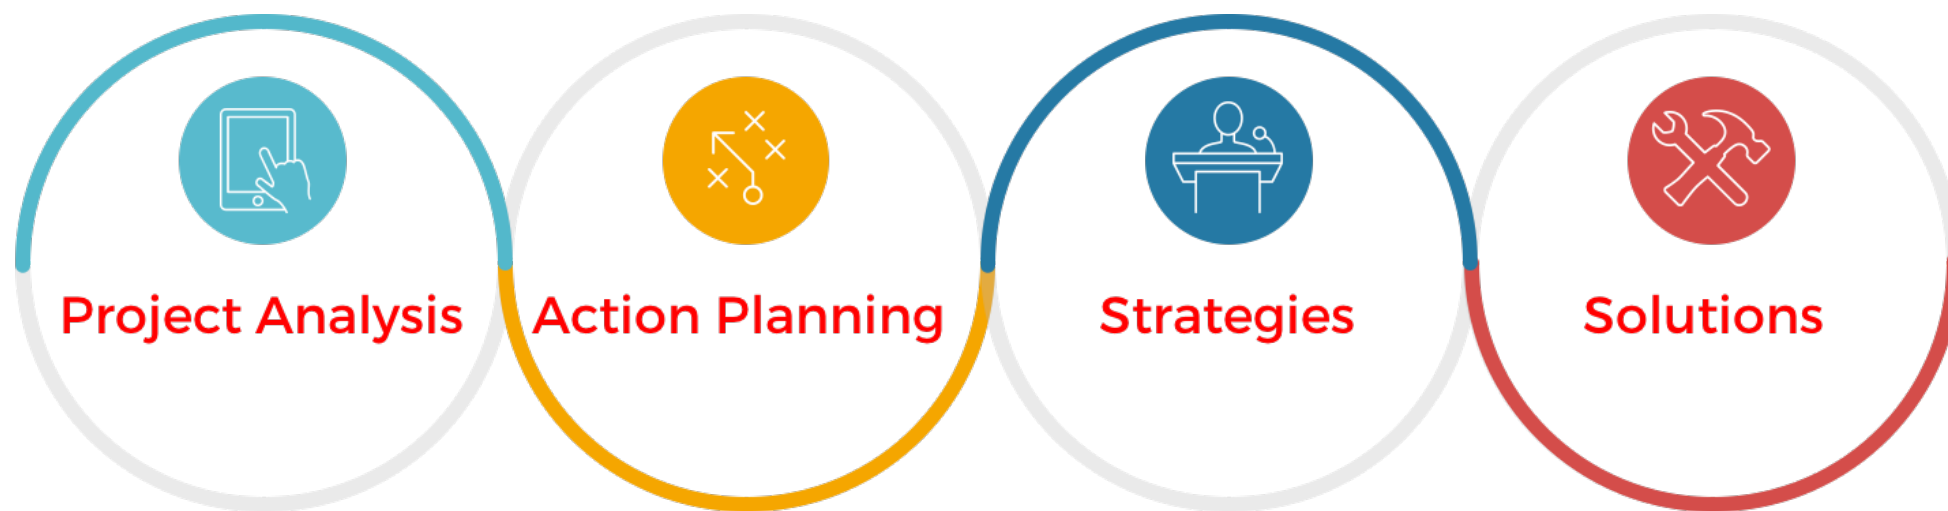 Project Analysis
Action Planning
Strategies
Solutions